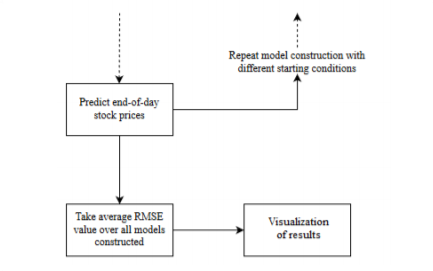 Repeat model construction with
different starting conditions
Predict end-of-day
stock prices
Take average RMSE
value over all models
constructed
Visualization
of results